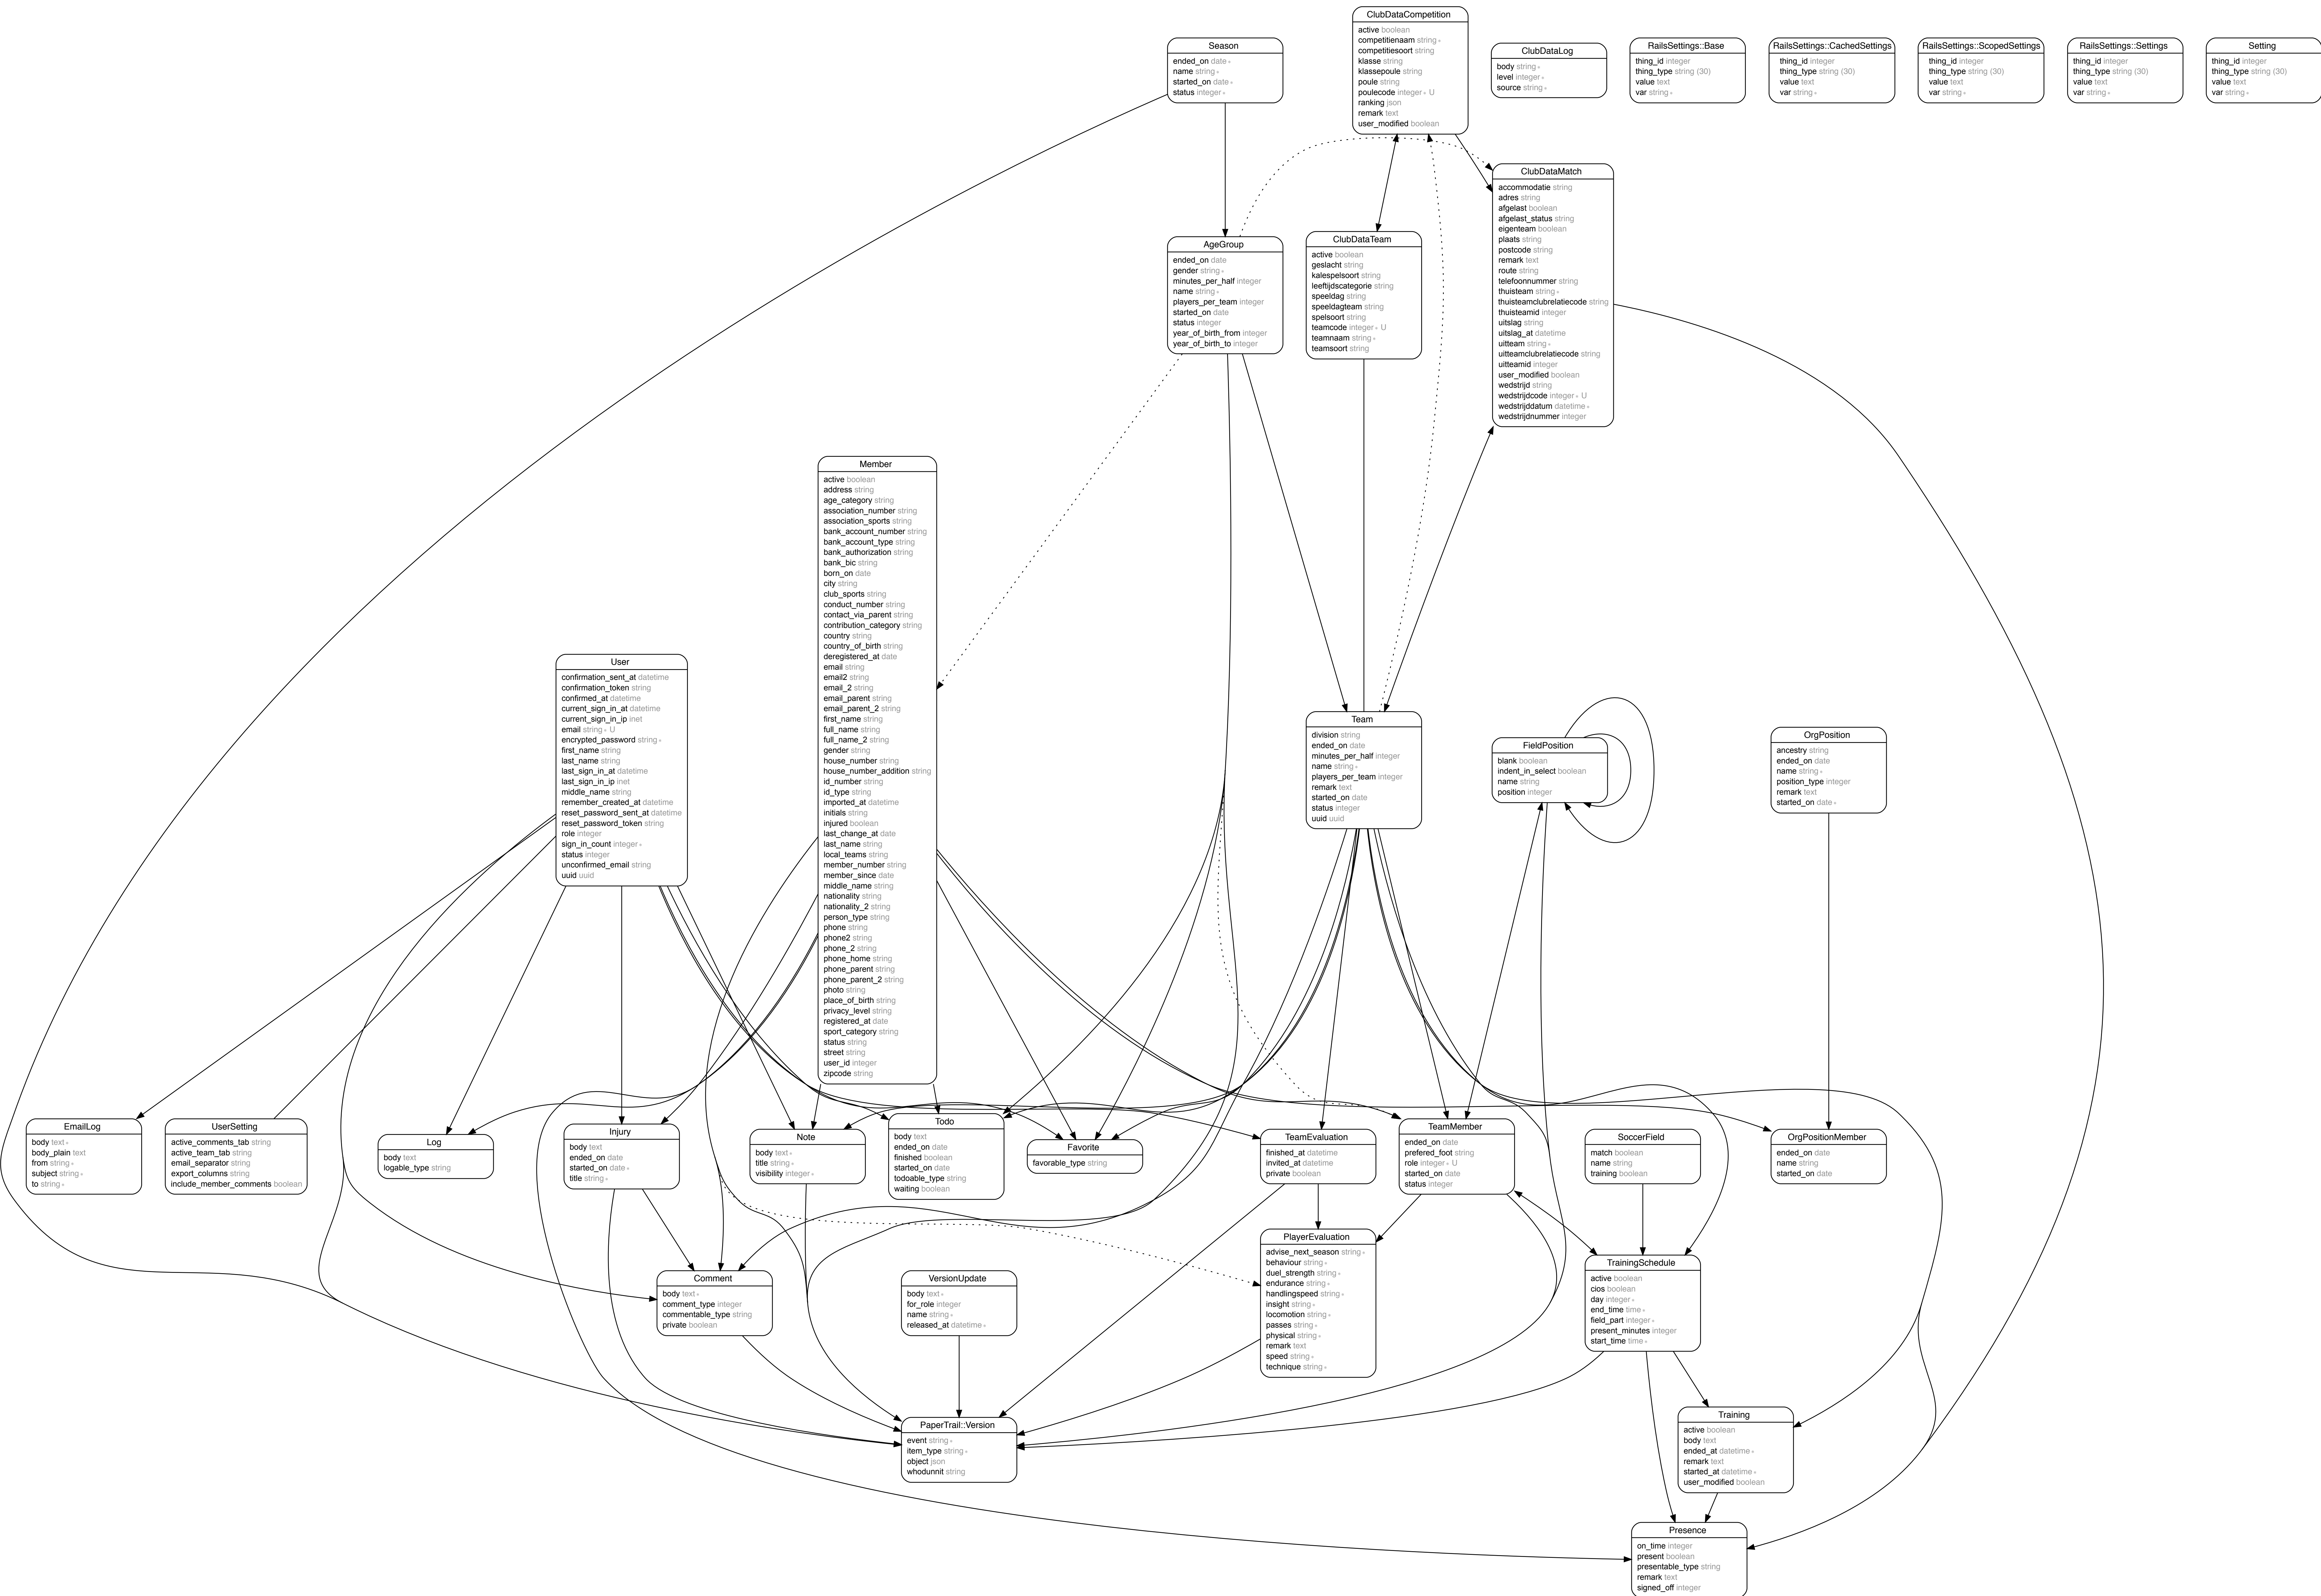 ClubDataCompetition
active boolean
competitienaam string *
competitiesoort string
klasse string
klassepoule string
poule string
poulecode integer * U
ranking json
remark text
user_modified boolean
Season
ended_on date *
name string *
started_on date *
status integer *
ClubDataLog
body string *
level integer *
source string *
RailsSettings::Base
thing_id integer
thing_type string (30)
value text
var string *
RailsSettings::CachedSettings
thing_id integer
thing_type string (30)
value text
var string *
RailsSettings::ScopedSettings
thing_id integer
thing_type string (30)
value text
var string *
RailsSettings::Settings
thing_id integer
thing_type string (30)
value text
var string *
Setting
thing_id integer
thing_type string (30)
value text
var string *
ClubDataMatch
accommodatie string
adres string
afgelast boolean
afgelast_status string
eigenteam boolean
plaats string
postcode string
remark text
route string
telefoonnummer string
thuisteam string *
thuisteamclubrelatiecode string
thuisteamid integer
uitslag string
uitslag_at datetime
uitteam string *
uitteamclubrelatiecode string
uitteamid integer
user_modified boolean
wedstrijd string
wedstrijdcode integer * U
wedstrijddatum datetime *
wedstrijdnummer integer
AgeGroup
ended_on date
gender string *
minutes_per_half integer
name string *
players_per_team integer
started_on date
status integer
year_of_birth_from integer
year_of_birth_to integer
ClubDataTeam
active boolean
geslacht string
kalespelsoort string
leeftijdscategorie string
speeldag string
speeldagteam string
spelsoort string
teamcode integer * U
teamnaam string *
teamsoort string
Member
active boolean
address string
age_category string
association_number string
association_sports string
bank_account_number string
bank_account_type string
bank_authorization string
bank_bic string
born_on date
city string
club_sports string
conduct_number string
contact_via_parent string
contribution_category string
country string
country_of_birth string
deregistered_at date
email string
email2 string
email_2 string
email_parent string
email_parent_2 string
first_name string
full_name string
full_name_2 string
gender string
house_number string
house_number_addition string
id_number string
id_type string
imported_at datetime
initials string
injured boolean
last_change_at date
last_name string
local_teams string
member_number string
member_since date
middle_name string
nationality string
nationality_2 string
person_type string
phone string
phone2 string
phone_2 string
phone_home string
phone_parent string
phone_parent_2 string
photo string
place_of_birth string
privacy_level string
registered_at date
sport_category string
status string
street string
user_id integer
zipcode string
User
confirmation_sent_at datetime
confirmation_token string
confirmed_at datetime
current_sign_in_at datetime
current_sign_in_ip inet
email string * U
encrypted_password string *
first_name string
last_name string
last_sign_in_at datetime
last_sign_in_ip inet
middle_name string
remember_created_at datetime
reset_password_sent_at datetime
reset_password_token string
role integer
sign_in_count integer *
status integer
unconfirmed_email string
uuid uuid
Team
division string
ended_on date
minutes_per_half integer
name string *
players_per_team integer
remark text
started_on date
status integer
uuid uuid
FieldPosition
blank boolean
indent_in_select boolean
name string
position integer
OrgPosition
ancestry string
ended_on date
name string *
position_type integer
remark text
started_on date *
EmailLog
body text *
body_plain text
from string *
subject string *
to string *
UserSetting
active_comments_tab string
active_team_tab string
email_separator string
export_columns string
include_member_comments boolean
Log
body text
logable_type string
Injury
body text
ended_on date
started_on date *
title string *
Note
body text *
title string *
visibility integer *
Todo
body text
ended_on date
finished boolean
started_on date
todoable_type string
waiting boolean
Favorite
favorable_type string
TeamEvaluation
finished_at datetime
invited_at datetime
private boolean
TeamMember
ended_on date
prefered_foot string
role integer * U
started_on date
status integer
SoccerField
match boolean
name string
training boolean
OrgPositionMember
ended_on date
name string
started_on date
PlayerEvaluation
advise_next_season string *
behaviour string *
duel_strength string *
endurance string *
handlingspeed string *
insight string *
locomotion string *
passes string *
physical string *
remark text
speed string *
technique string *
TrainingSchedule
active boolean
cios boolean
day integer *
end_time time *
field_part integer *
present_minutes integer
start_time time *
Comment
body text *
comment_type integer
commentable_type string
private boolean
VersionUpdate
body text *
for_role integer
name string *
released_at datetime *
PaperTrail::Version
event string *
item_type string *
object json
whodunnit string
Training
active boolean
body text
ended_at datetime *
remark text
started_at datetime *
user_modified boolean
Presence
on_time integer
present boolean
presentable_type string
remark text
signed_off integer